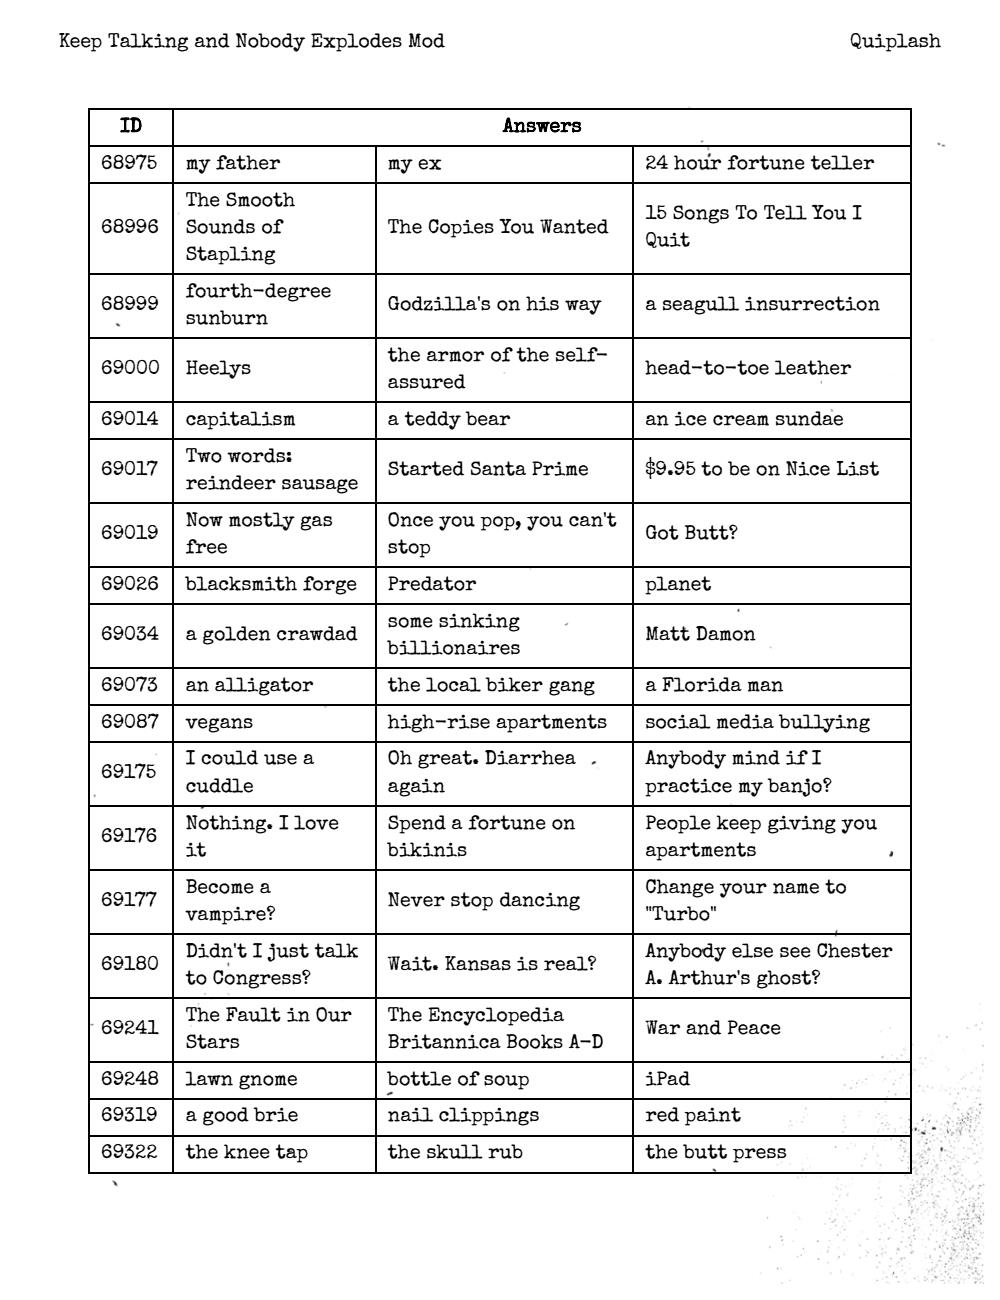 Keep Talking and Nobody Explodes Mod Quiplash
ID Answers
68975 my father my ex 24 hour fortune teller
68996 The Smooth Sounds of Stapling The Copies You Wanted 15 Songs To Tell You I Quit
68999 fourth-degree sunburn Godzilla's on his way a seagull insurrection
69000 Heelys the armor of the self-assured head-to-toe leather
69014 capitalism a teddy bear an ice cream sundae
69017 Two words: reindeer sausage Started Santa Prime $9.95 to be on Nice List
69019 Now mostly gas free Once you pop, you can't stop Got Butt?
69026 blacksmith forge Predator planet
69034 a golden crawdad some sinking billionaires Matt Damon
69073 an alligator the local biker gang a Florida man
69087 vegans high-rise apartments social media bullying
69175 I could use a cuddle Oh great. Diarrhea again Anybody mind if I practice my banjo?
69176 Nothing. I love it Spend a fortune on bikinis People keep giving you apartments
69177 Become a vampire? Never stop dancing Change your name to "Turbo"
69180 Didn't I just talk to Congress? Wait. Kansas is real? Anybody else see Chester A. Arthur's ghost?
69241 The Fault in Our Stars The Encyclopedia Britannica Books A-D War and Peace
69248 lawn gnome bottle of soup iPad
69319 a good brie nail clippings red paint
69322 the knee tap the skull rub the butt press